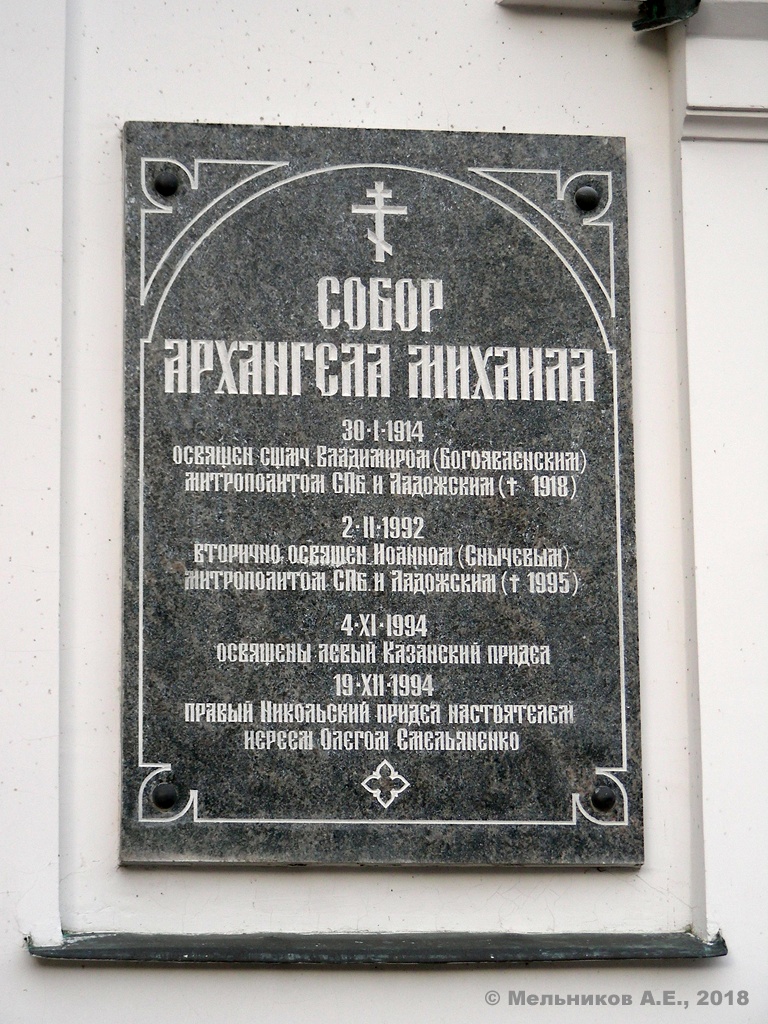 СОБОР
АРХАНГЕЛА МИХАИЛА
30·I·1914
ОСВЯЩЕН СЩМЧ. ВЛАДИМИРОМ (БОГОЯВЛЕНСКИМ)
МИТРОПОЛИТОМ СПБ. И ЛАДОЖСКИМ († 1918)
2·II·1992
ВТОРИЧНО ОСВЯЩЕН ИОАННОМ (СНЫЧЕВЫМ)
МИТРОПОЛИТОМ СПБ. И ЛАДОЖСКИМ († 1995)
4·XI·1994
ОСВЯЩЕНЫ ЛЕВЫЙ КАЗАНСКИЙ ПРИДЕЛ
19·XII·1994
ПРАВЫЙ НИКОЛЬСКИЙ ПРИДЕЛ НАСТОЯТЕЛЕМ
ИЕРЕЕМ ОЛЕГОМ ЕМЕЛЬЯНЕНКО
© Мельников А.Е., 2018